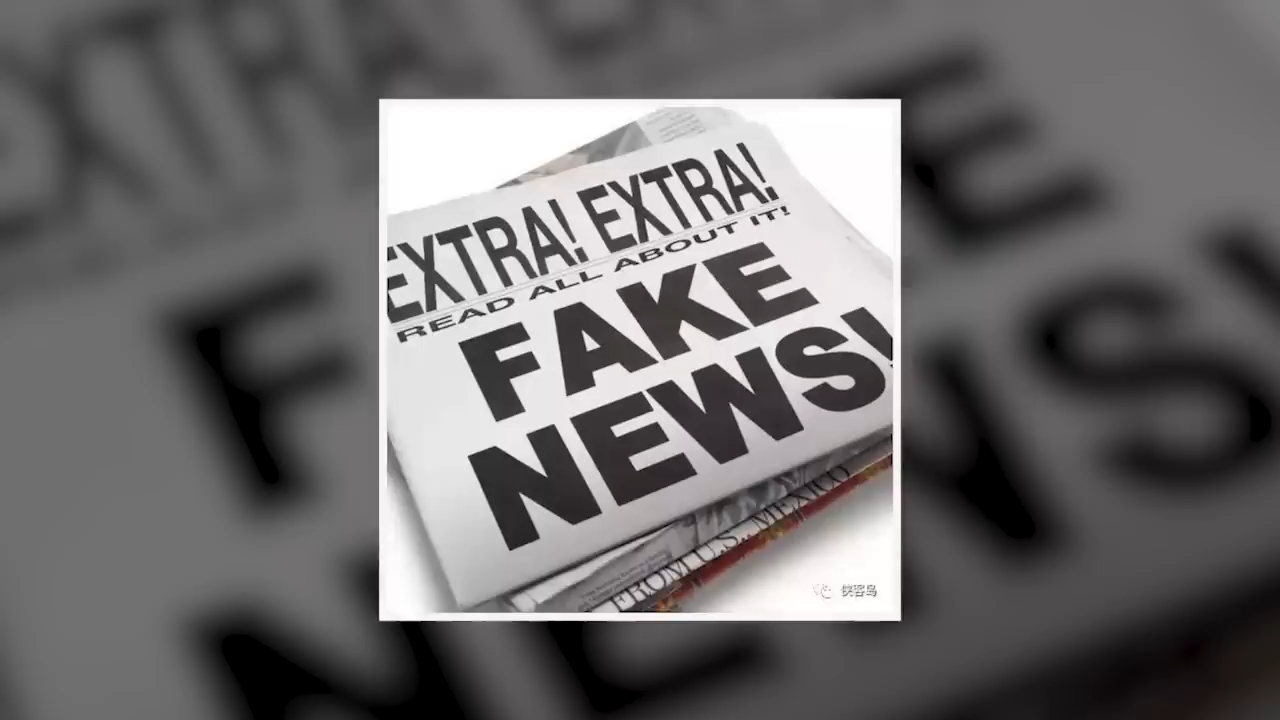 EXTRA! EXTRA!
READ ALL ABOUT IT!
FAKE
NEWS!
FROM U.S., MEXICO
侠客岛